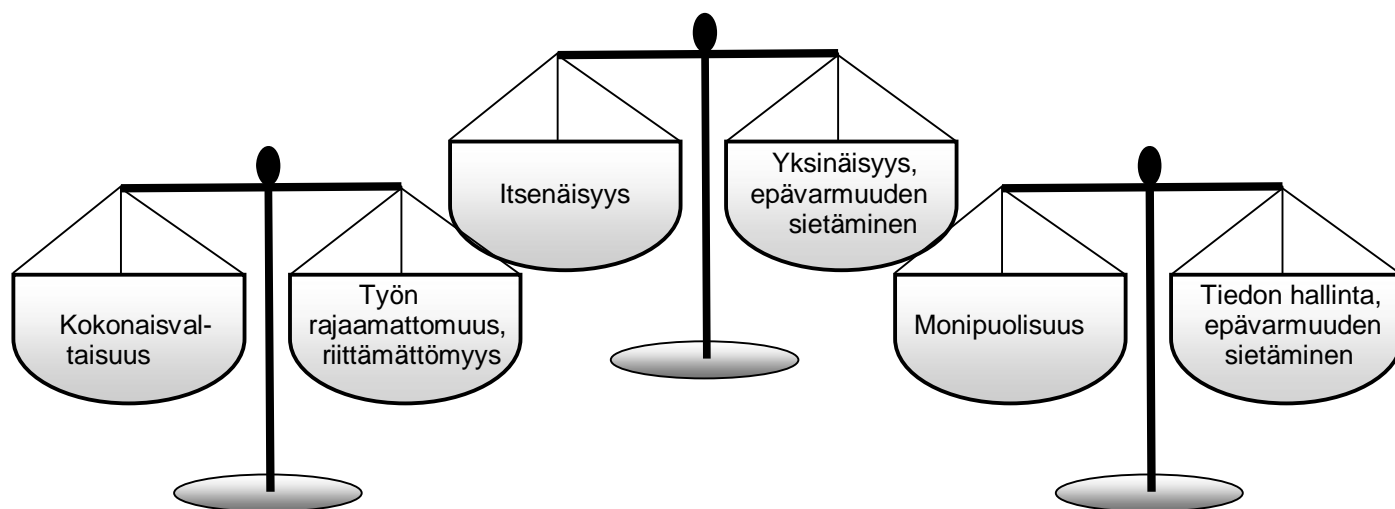 Kokonaisval-
taisuus
Työn
rajaamattomuus,
riittämättömyys
Itsenäisyys
Yksinäisyys,
epävarmuuden
sietäminen
Monipuolisuus
Tiedon hallinta,
epävarmuuden
sietäminen